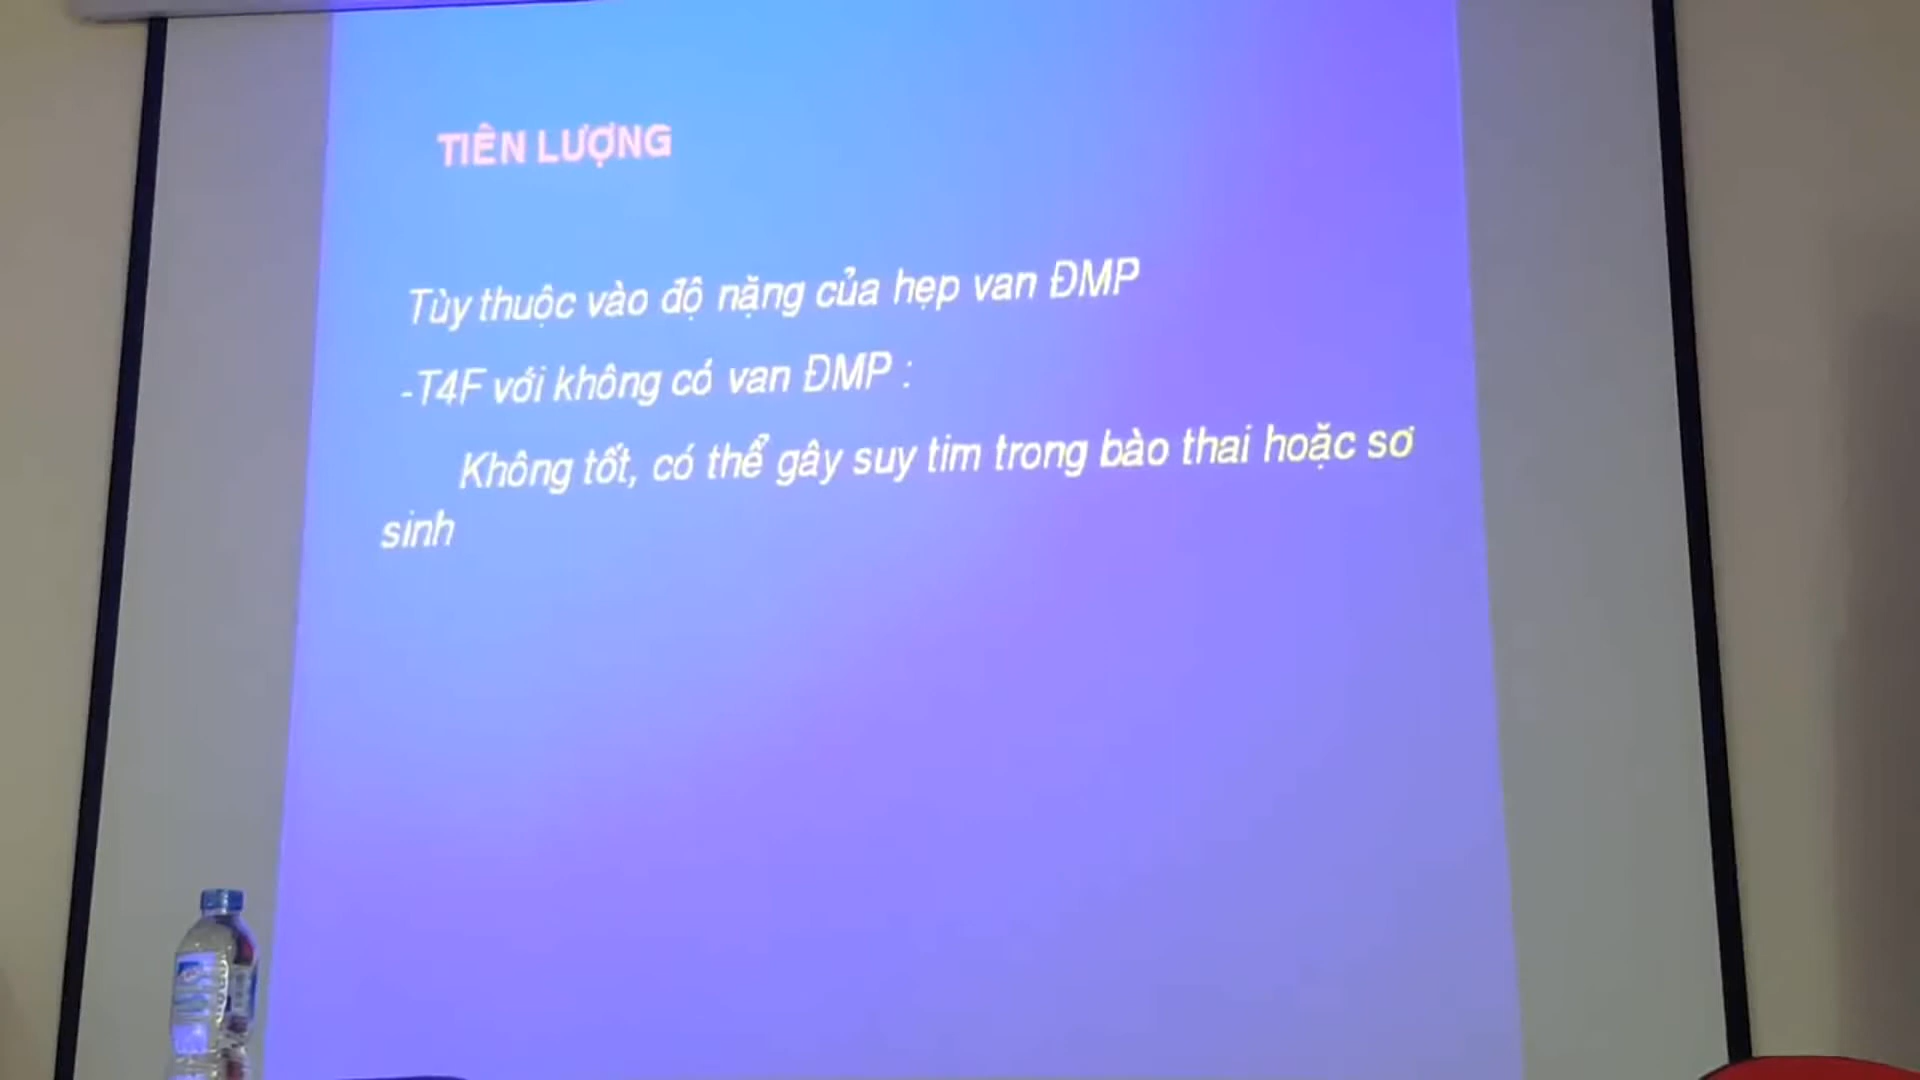 TIÊN LƯỢNG
Tùy thuộc vào độ nặng của hẹp van ĐMP
-T4F với không có van ĐMP :
Không tốt, có thể gây suy tim trong bào thai hoặc sơ
sinh